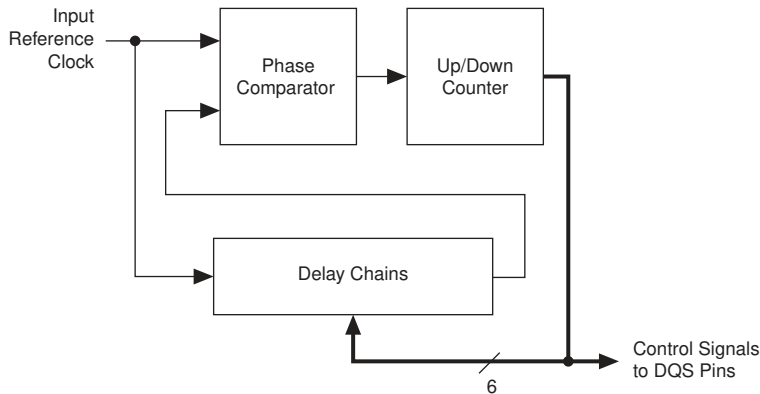 Input
Reference
Clock
Phase
Comparator
Up/Down
Counter
Delay Chains
6
Control Signals
to DQS Pins